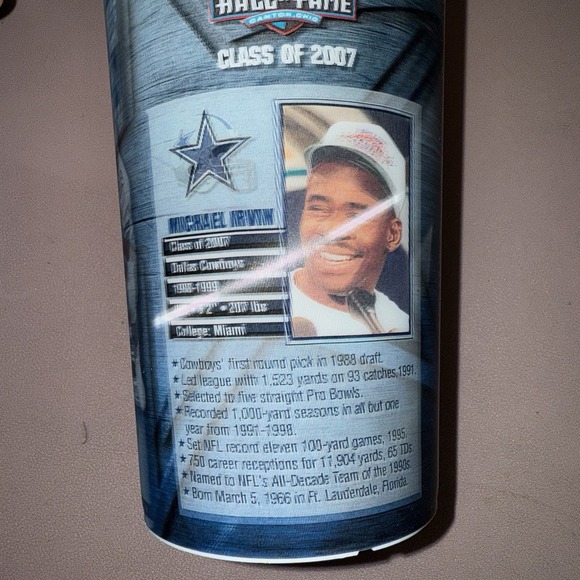 HALL OF FAME
CANTON, OHIO
CLASS OF 2007
MICHAEL IRVIN
Class of 2007
Dallas Cowboys
1999
2" • 207 lbs
College: Miami
★ Cowboys' first round pick in 1988 draft.
★ Led league with 1,523 yards on 93 catches, 1991.
★ Selected to five straight Pro Bowls.
★ Recorded 1,000-yard seasons in all but one
year from 1991-1998.
★ Set NFL record eleven 100-yard games, 1995.
★ 750 career receptions for 11,904 yards, 65 TDs
★ Named to NFL's All-Decade Team of the 1990s.
★ Born March 5, 1966 in Ft. Lauderdale, Florida.